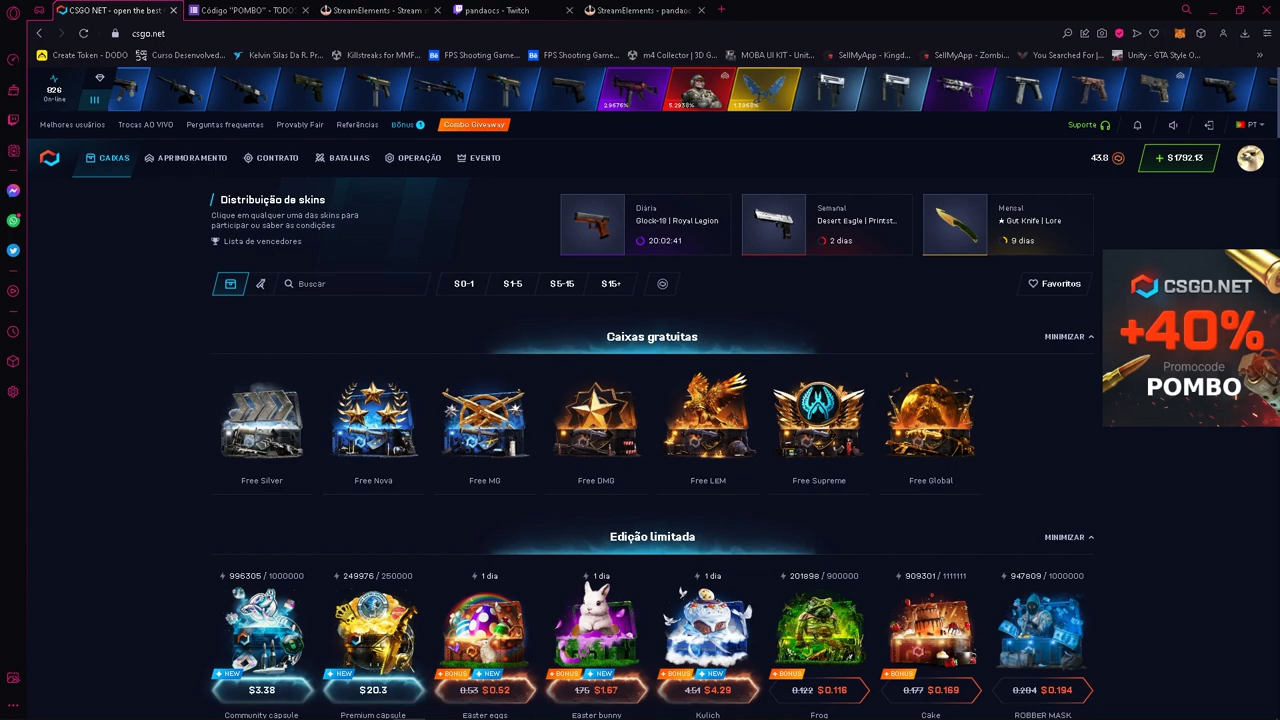 CSGO.NET - open the best
Código "POMBO" - TODOS
StreamElements - Stream
pandaocs - Twitch
StreamElements - pandaoc
csgo.net
Create Token - DODO
Curso Desenvolved...
Kelvin Silas Da R. Pr...
Killstreaks for MMF...
FPS Shooting Game...
FPS Shooting Game...
m4 Collector | 3D G...
MOBA UI KIT - Unit...
SellMyApp - Kingd...
SellMyApp - Zombi...
You Searched For |...
Unity - GTA Style O...
826
On-line
2.9676%
5.2938%
1.3968%
Melhores usuários
Trocas AO VIVO
Perguntas frequentes
Provably Fair
Referências
Bônus
Combo Giveaway
Suporte
PT
CAIXAS
APRIMORAMENTO
CONTRATO
BATALHAS
OPERAÇÃO
EVENTO
43.8
+ $1792.13
Distribuição de skins
Clique em qualquer uma das skins para
participar ou saber as condições
Lista de vencedores
Diária
Glock-18 | Royal Legion
20:02:41
Semanal
Desert Eagle | Printst...
2 dias
Mensal
★ Gut Knife | Lore
9 dias
Buscar
$0-1
$1-5
$5-15
$15+
Favoritos
CSGO.NET
+40%
Promocode
POMBO
Caixas gratuitas
MINIMIZAR
Free Silver
Free Nova
Free MG
Free DMG
Free LEM
Free Supreme
Free Global
Edição limitada
MINIMIZAR
996305 / 1000000
249976 / 250000
1 dia
1 dia
1 dia
201898 / 900000
909301 / 1111111
947809 / 1000000
+ NEW
+ NEW
+ BONUS + NEW
+ BONUS + NEW
+ BONUS + NEW
+ BONUS
+ BONUS
$3.38
$20.3
0.53 $0.52
1.75 $1.67
4.51 $4.29
0.122 $0.116
0.177 $0.169
0.204 $0.194
Community capsule
Premium capsule
Easter eggs
Easter bunny
Kulich
Frog
Cake
ROBBER MASK